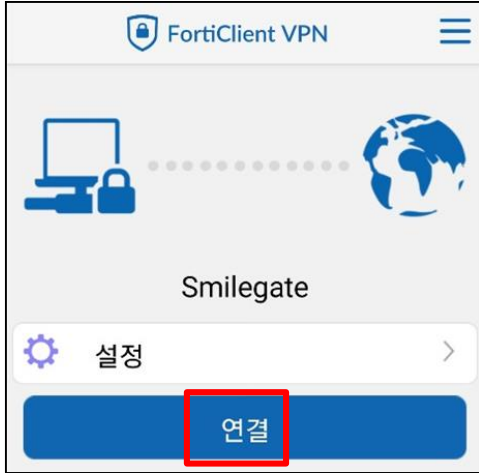 FortiClient VPN
Smilegate
설정
연결